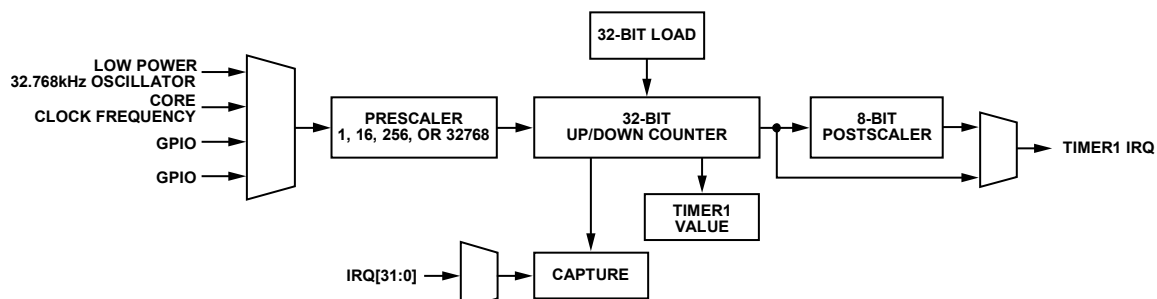 32-BIT LOAD
LOW POWER
32.768kHz OSCILLATOR
CORE
CLOCK FREQUENCY
GPIO
GPIO
PRESCALER
1, 16, 256, OR 32768
32-BIT
UP/DOWN COUNTER
8-BIT
POSTSCALER
TIMER1 IRQ
TIMER1
VALUE
IRQ[31:0]
CAPTURE